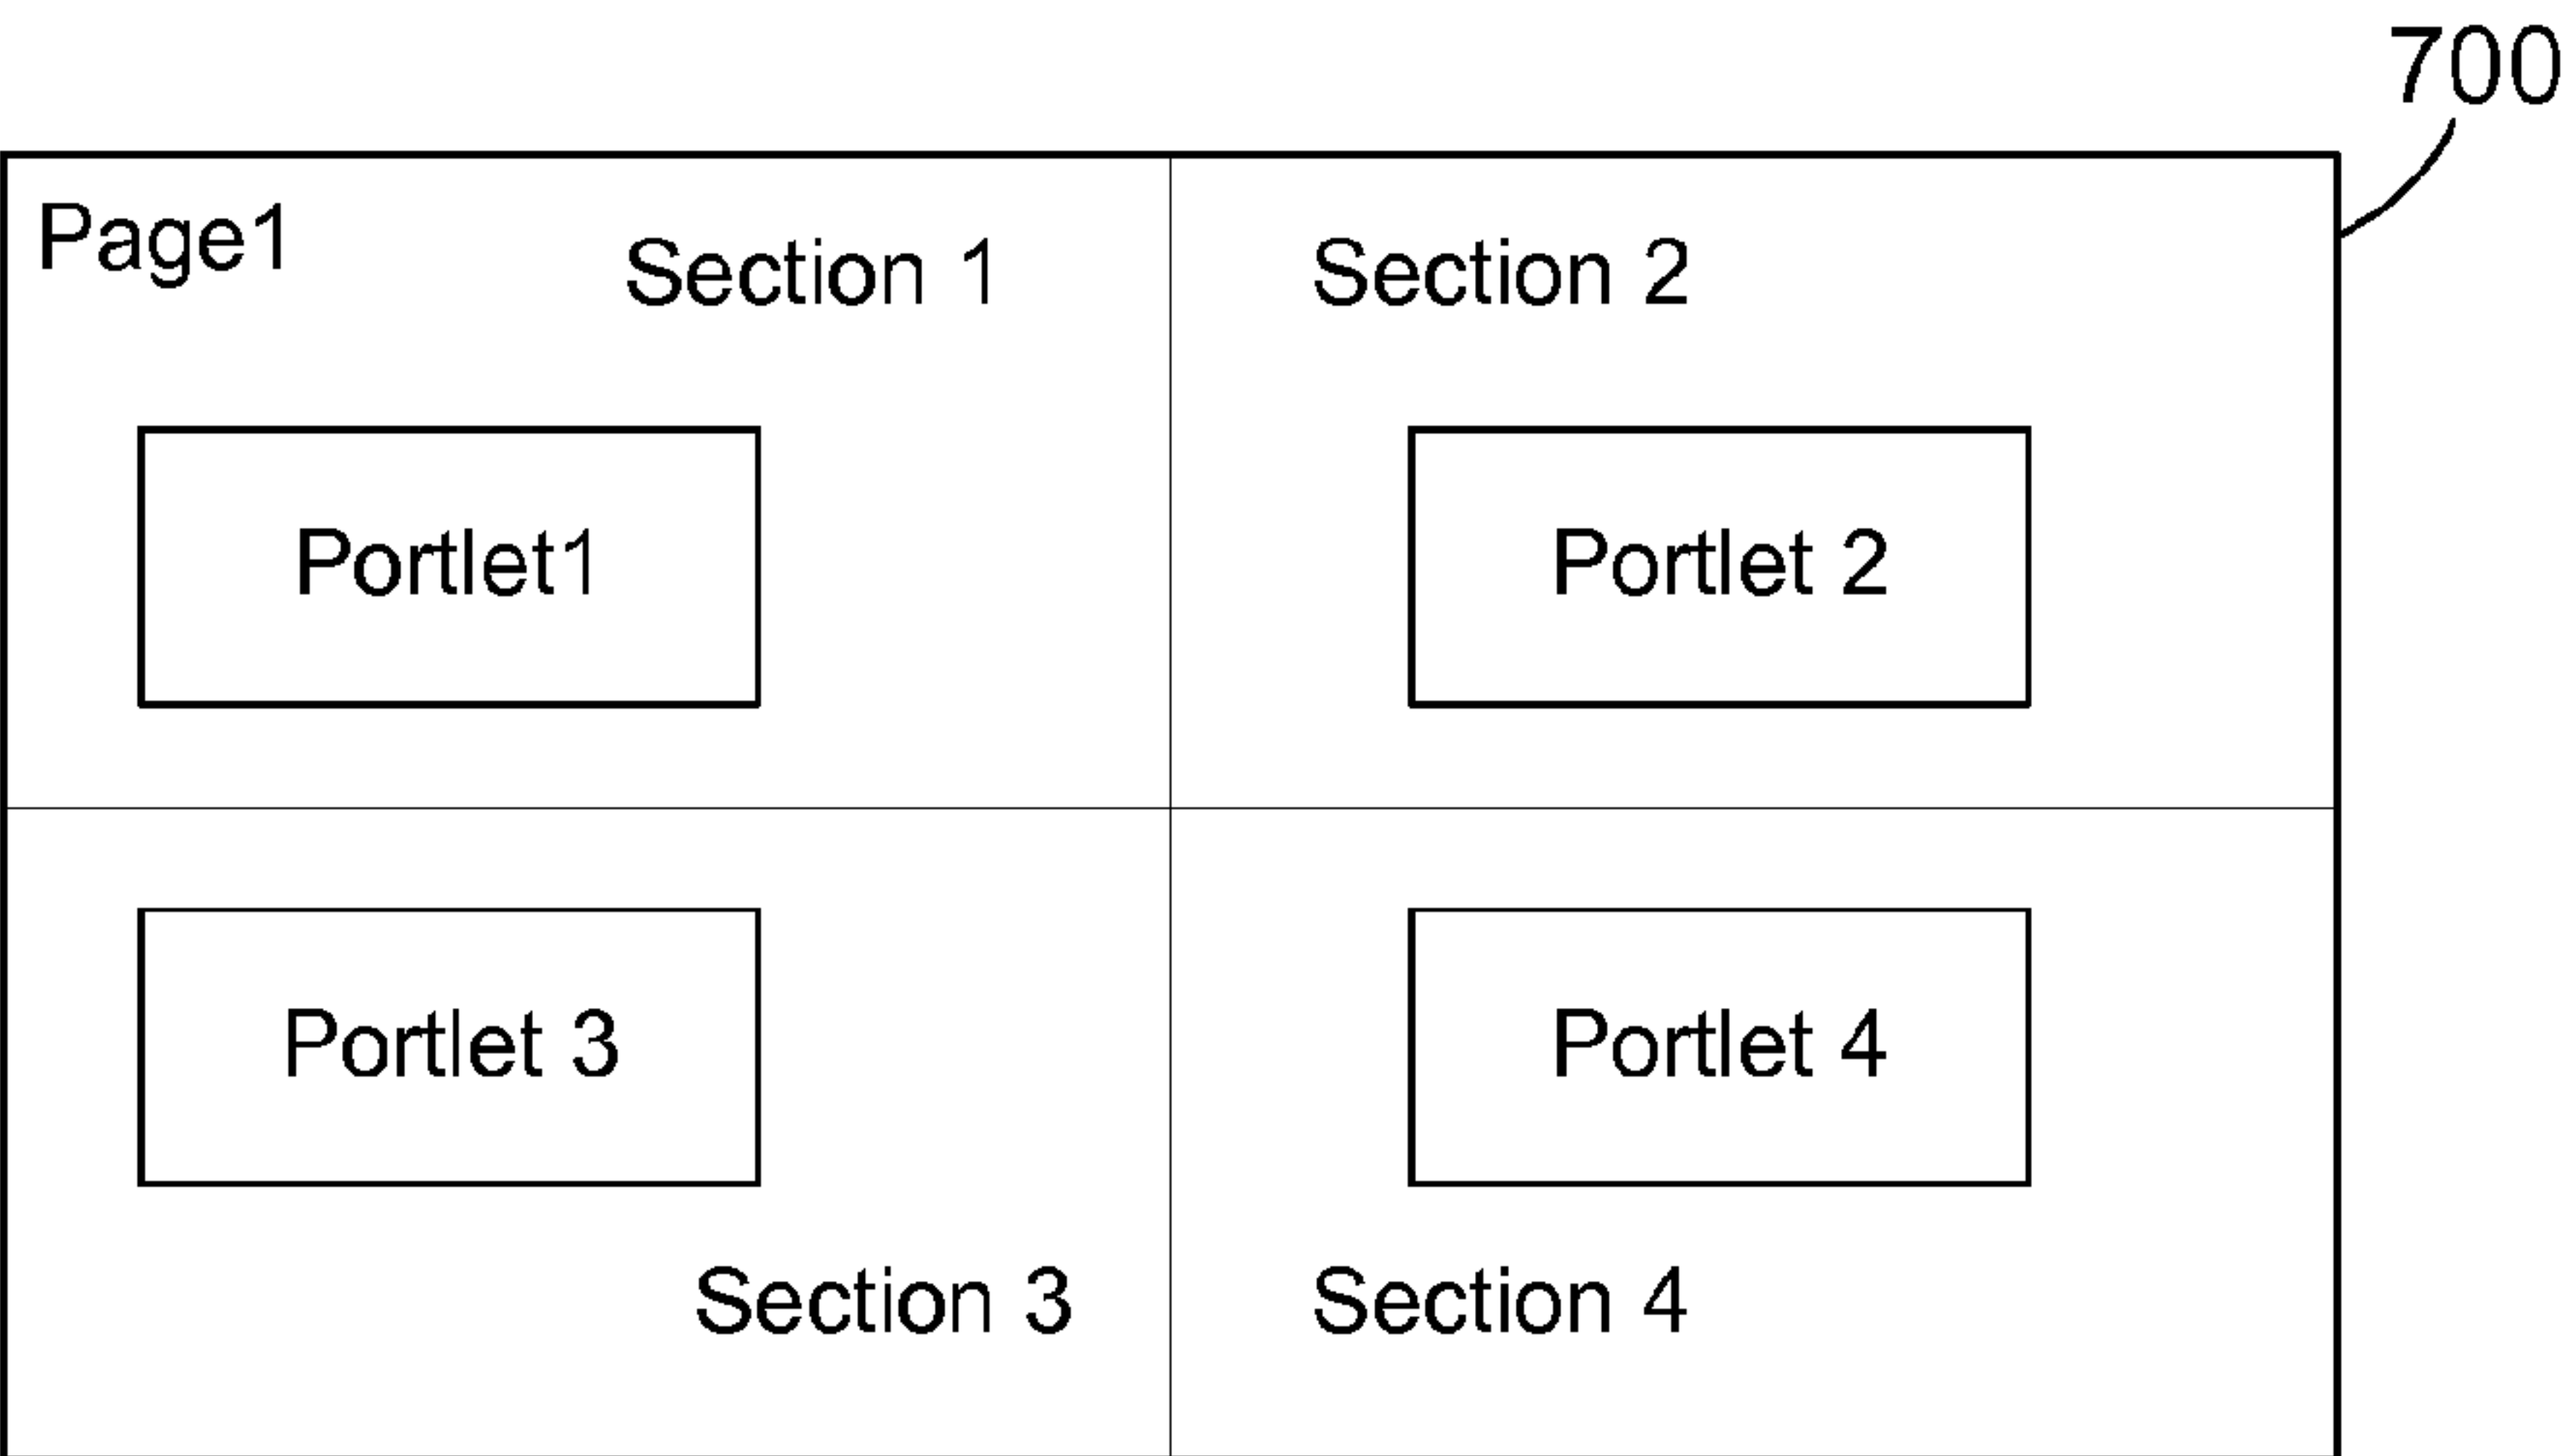 700
Page1
Section 1
Section 2
Portlet1
Portlet 2
Portlet 3
Portlet 4
Section 3
Section 4